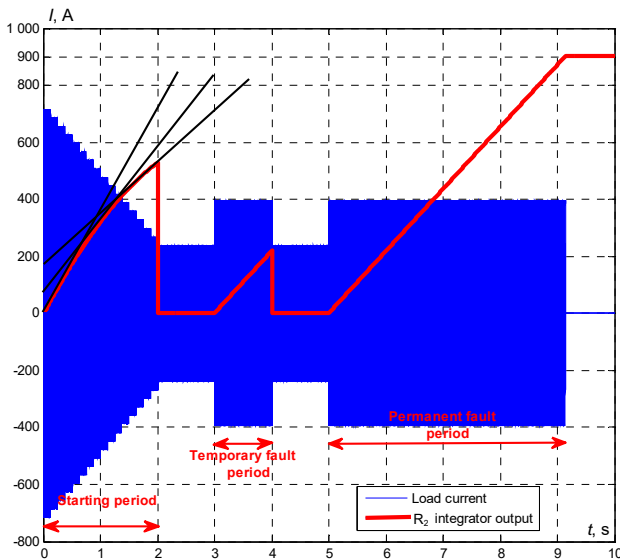 I, A
1 000
900
800
600
400
200
0
-200
-400
-600
-800
0 1 2 3 4 5 6 7 8 9 10
t, s
Starting period
Temporary fault
period
Permanent fault
period
Load current
R₂ integrator output